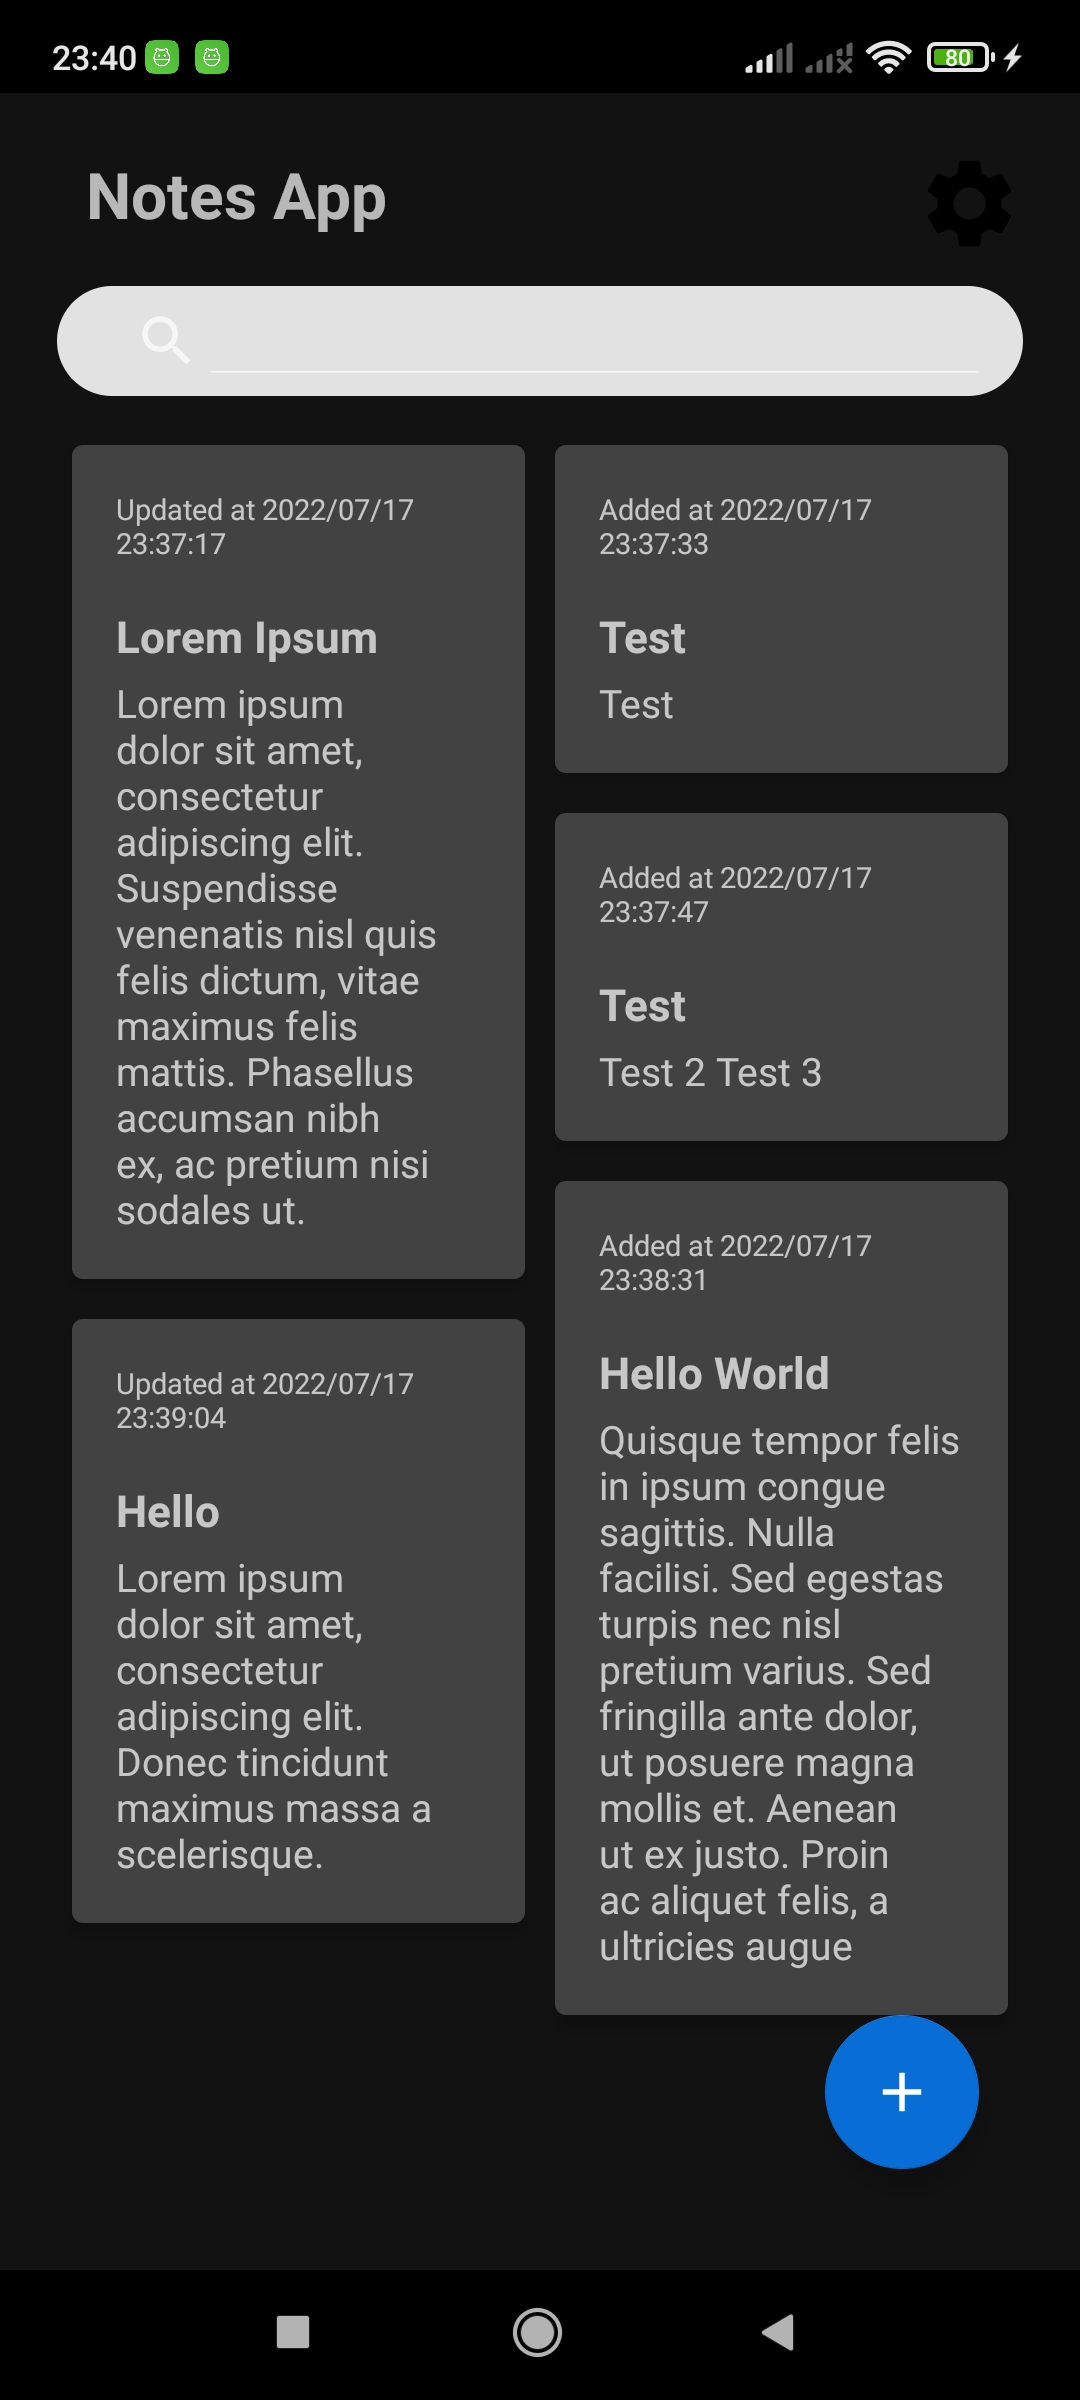 23:40
80
Notes App
Updated at 2022/07/17
23:37:17
Lorem Ipsum
Lorem ipsum
dolor sit amet,
consectetur
adipiscing elit.
Suspendisse
venenatis nisl quis
felis dictum, vitae
maximus felis
mattis. Phasellus
accumsan nibh
ex, ac pretium nisi
sodales ut.
Updated at 2022/07/17
23:39:04
Hello
Lorem ipsum
dolor sit amet,
consectetur
adipiscing elit.
Donec tincidunt
maximus massa a
scelerisque.
Added at 2022/07/17
23:37:33
Test
Test
Added at 2022/07/17
23:37:47
Test
Test 2 Test 3
Added at 2022/07/17
23:38:31
Hello World
Quisque tempor felis
in ipsum congue
sagittis. Nulla
facilisi. Sed egestas
turpis nec nisl
pretium varius. Sed
fringilla ante dolor,
ut posuere magna
mollis et. Aenean
ut ex justo. Proin
ac aliquet felis, a
ultricies augue